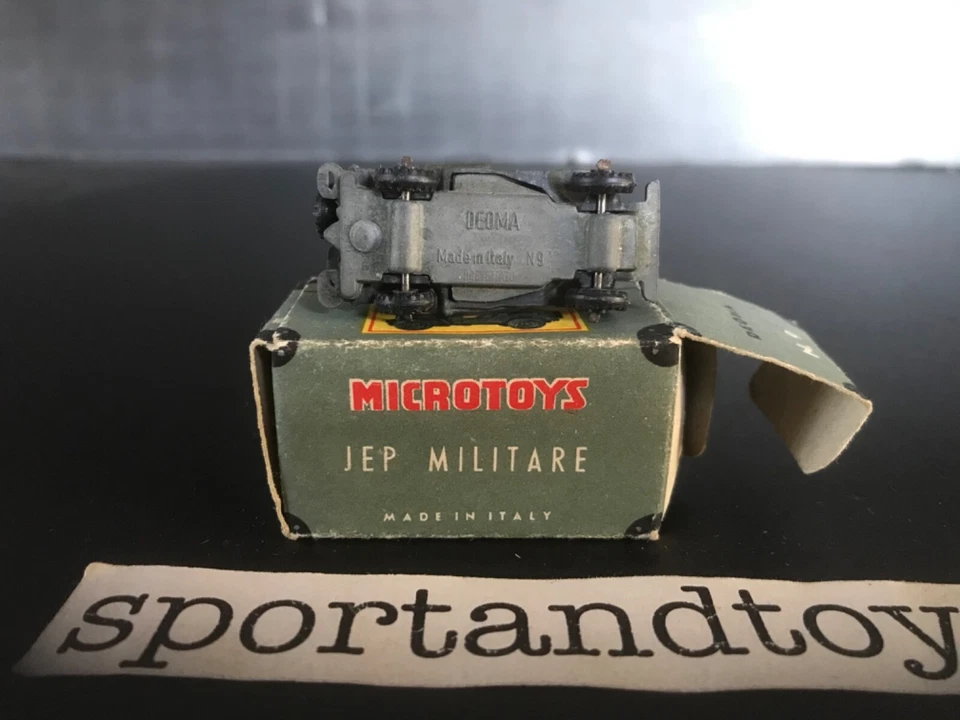 DEOMA
Made in Italy N9
MICROTOYS
JEP MILITARE
MADE IN ITALY
sportandtoy